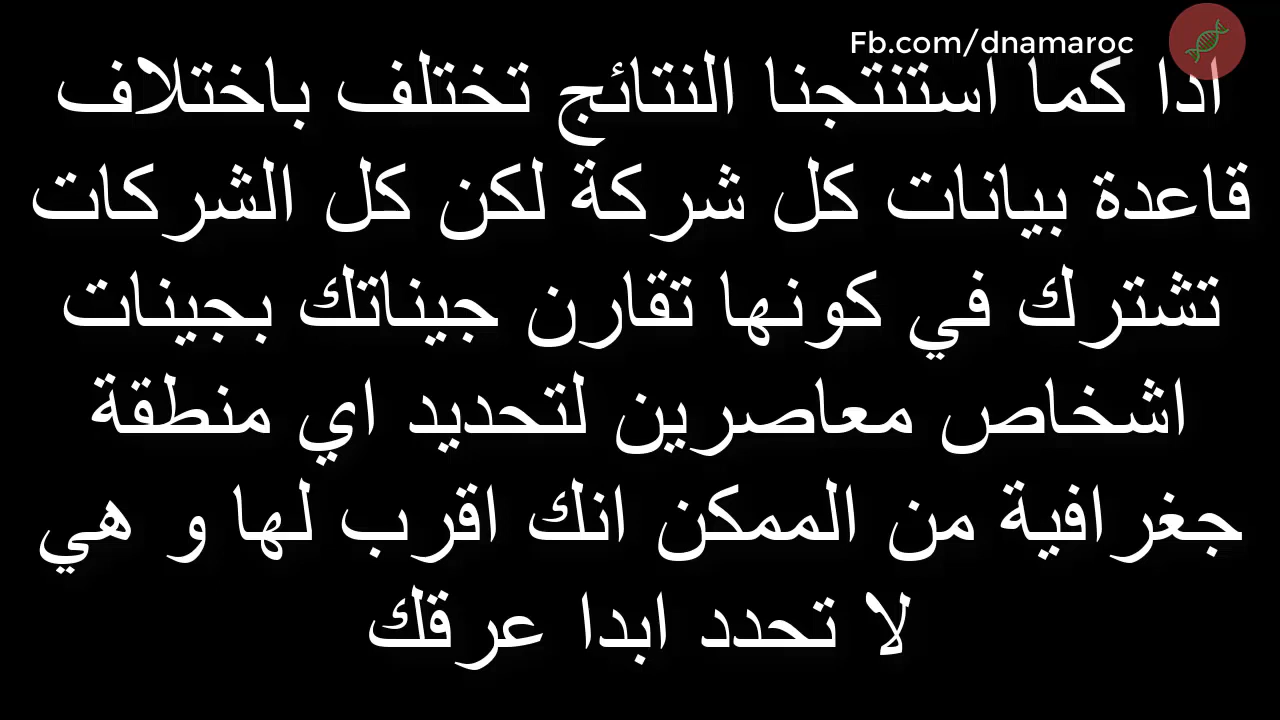 Fb.com/dnamaroc
اذا كما استنتجنا النتائج تختلف باختلاف
قاعدة بيانات كل شركة لكن كل الشركات
تشترك في كونها تقارن جيناتك بجينات
اشخاص معاصرين لتحديد اي منطقة
جغرافية من الممكن انك اقرب لها و هي
لا تحدد ابدا عرقك